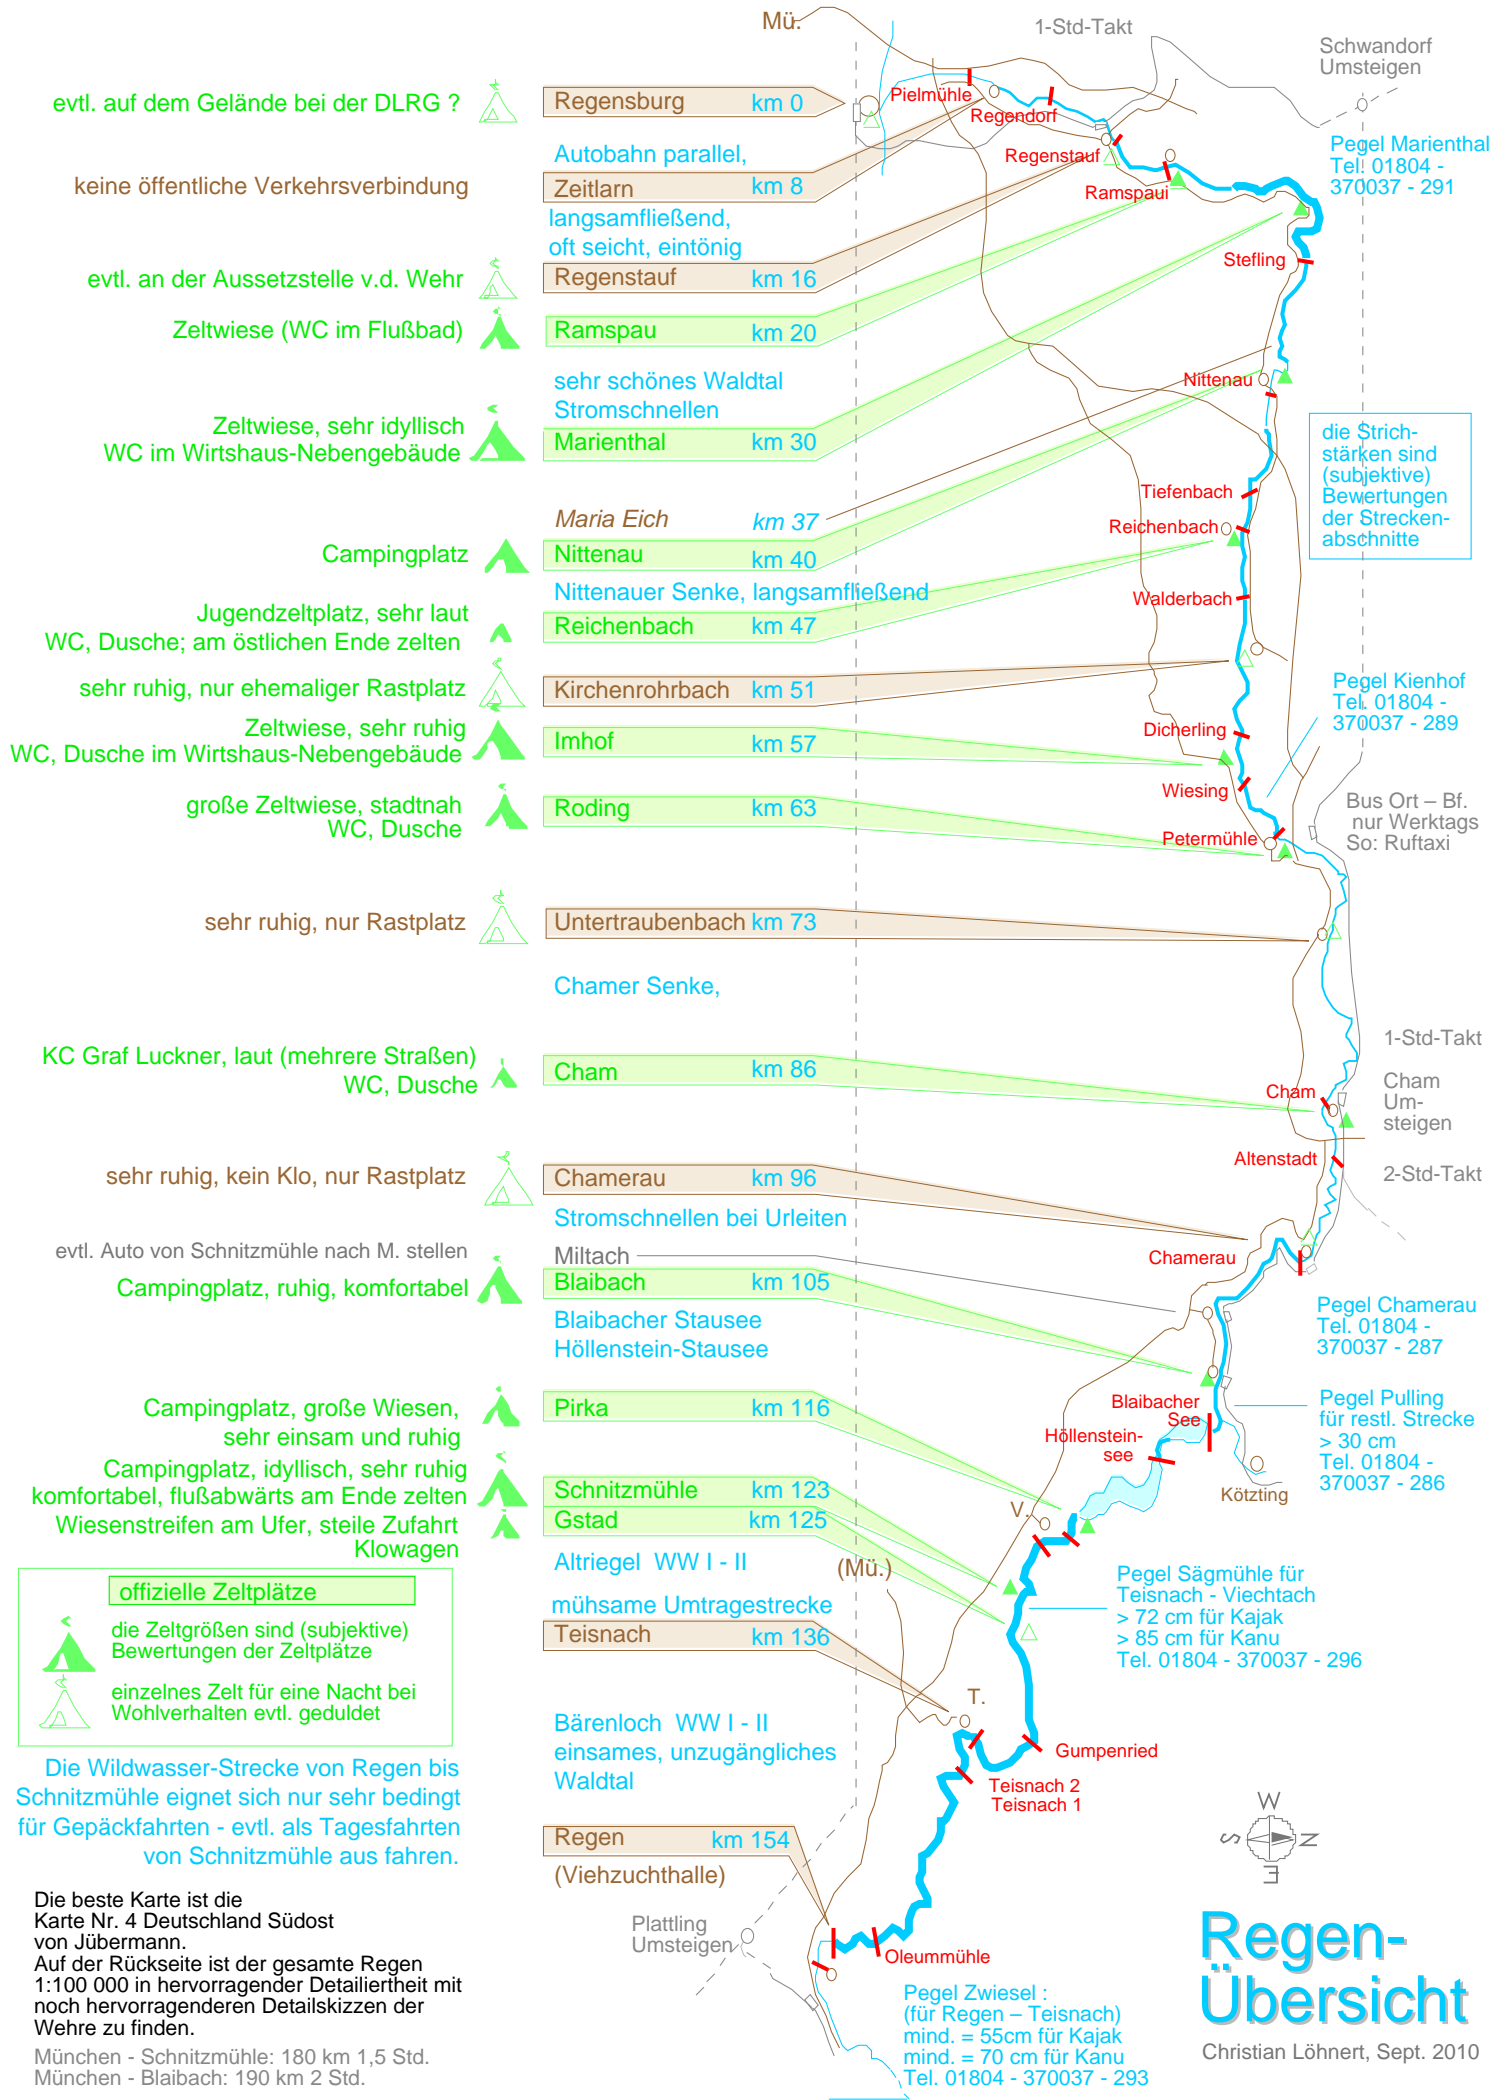 Mü.
1-Std-Takt
Schwandorf
Umsteigen
evtl. auf dem Gelände bei der DLRG ?
Regensburg km 0
Pielmühle
Regendorf
Regenstauf
Ramspaui
Pegel Marienthal
Tel. 01804 -
370037 - 291
Autobahn parallel,
keine öffentliche Verkehrsverbindung
Zeitlarn km 8
langsamfließend,
oft seicht, eintönig
Stefling
evtl. an der Aussetzstelle v.d. Wehr
Regenstauf km 16
Zeltwiese (WC im Flußbad)
Ramspau km 20
sehr schönes Waldtal
Stromschnellen
Nittenau
Zeltwiese, sehr idyllisch
WC im Wirtshaus-Nebengebäude
Marienthal km 30
die Strich-
stärken sind
(subjektive)
Bewertungen
der Strecken-
abschnitte
Tiefenbach
Reichenbach
Maria Eich km 37
Campingplatz
Nittenau km 40
Nittenauer Senke, langsamfließend
Walderbach
Jugendzeltplatz, sehr laut
WC, Dusche; am östlichen Ende zelten
Reichenbach km 47
sehr ruhig, nur ehemaliger Rastplatz
Kirchenrohrbach km 51
Pegel Kienhof
Tel. 01804 -
370037 - 289
Zeltwiese, sehr ruhig
WC, Dusche im Wirtshaus-Nebengebäude
Imhof km 57
Dicherling
Wiesing
große Zeltwiese, stadtnah
WC, Dusche
Roding km 63
Petermühle
Bus Ort – Bf.
nur Werktags
So: Ruftaxi
sehr ruhig, nur Rastplatz
Untertraubenbach km 73
Chamer Senke,
1-Std-Takt
Cham
Um-
steigen
KC Graf Luckner, laut (mehrere Straßen)
WC, Dusche
Cham km 86
Cham
Altenstadt
2-Std-Takt
sehr ruhig, kein Klo, nur Rastplatz
Chamerau km 96
Stromschnellen bei Urleiten
Chamerau
evtl. Auto von Schnitzmühle nach M. stellen
Miltach
Campingplatz, ruhig, komfortabel
Blaibach km 105
Blaibacher Stausee
Höllenstein-Stausee
Pegel Chamerau
Tel. 01804 -
370037 - 287
Campingplatz, große Wiesen,
sehr einsam und ruhig
Pirka km 116
Blaibacher
See
Höllenstein-
see
Pegel Pulling
für restl. Strecke
> 30 cm
Tel. 01804 -
370037 - 286
Kötzting
Campingplatz, idyllisch, sehr ruhig
komfortabel, flußabwärts am Ende zelten
Schnitzmühle km 123
Wiesenstreifen am Ufer, steile Zufahrt
Klowagen
Gstad km 125
V.
Altriegel WW I - II
(Mü.)
mühsame Umtragestrecke
Pegel Sägmühle für
Teisnach - Viechtach
> 72 cm für Kajak
> 85 cm für Kanu
Tel. 01804 - 370037 - 296
offizielle Zeltplätze
die Zeltgrößen sind (subjektive)
Bewertungen der Zeltplätze
einzelnes Zelt für eine Nacht bei
Wohlverhalten evtl. geduldet
Teisnach km 136
T.
Bärenloch WW I - II
einsames, unzugängliches
Waldtal
Gumpenried
Teisnach 2
Teisnach 1
Die Wildwasser-Strecke von Regen bis
Schnitzmühle eignet sich nur sehr bedingt
für Gepäckfahrten - evtl. als Tagesfahrten
von Schnitzmühle aus fahren.
Regen km 154
(Viehzuchthalle)
W
S
N
E
Die beste Karte ist die
Karte Nr. 4 Deutschland Südost
von Jübermann.
Auf der Rückseite ist der gesamte Regen
1:100 000 in hervorragender Detailiertheit mit
noch hervorragenderen Detailskizzen der
Wehre zu finden.
Plattling
Umsteigen
Oleummühle
München - Schnitzmühle: 180 km 1,5 Std.
München - Blaibach: 190 km 2 Std.
Pegel Zwiesel :
(für Regen – Teisnach)
mind. = 55cm für Kajak
mind. = 70 cm für Kanu
Tel. 01804 - 370037 - 293
Regen-
Übersicht
Christian Löhnert, Sept. 2010